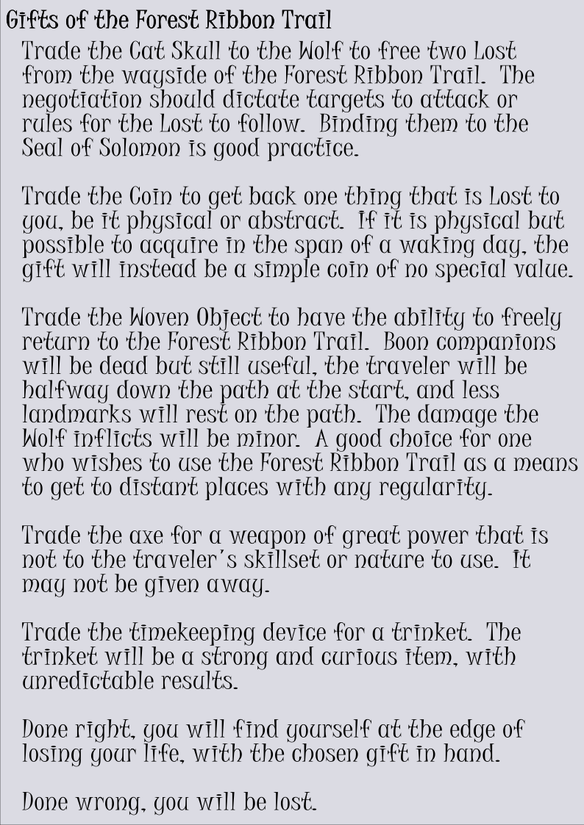 Gifts of the Forest Ribbon Trail
Trade the Cat Skull to the Wolf to free two Lost
from the wayside of the Forest Ribbon Trail.  The
negotiation should dictate targets to attack or
rules for the Lost to follow.  Binding them to the
Seal of Solomon is good practice.

Trade the Coin to get back one thing that is Lost to
you, be it physical or abstract.  If it is physical but
possible to acquire in the span of a waking day, the
gift will instead be a simple coin of no special value.

Trade the Woven Object to have the ability to freely
return to the Forest Ribbon Trail.  Boon companions
will be dead but still useful, the traveler will be
halfway down the path at the start, and less
landmarks will rest on the path.  The damage the
Wolf inflicts will be minor.  A good choice for one
who wishes to use the Forest Ribbon Trail as a means
to get to distant places with any regularity.

Trade the axe for a weapon of great power that is
not to the traveler's skillset or nature to use.  It
may not be given away.

Trade the timekeeping device for a trinket.  The
trinket will be a strong and curious item, with
unredictable results.

Done right, you will find yourself at the edge of
losing your life, with the chosen gift in hand.

Done wrong, you will be lost.